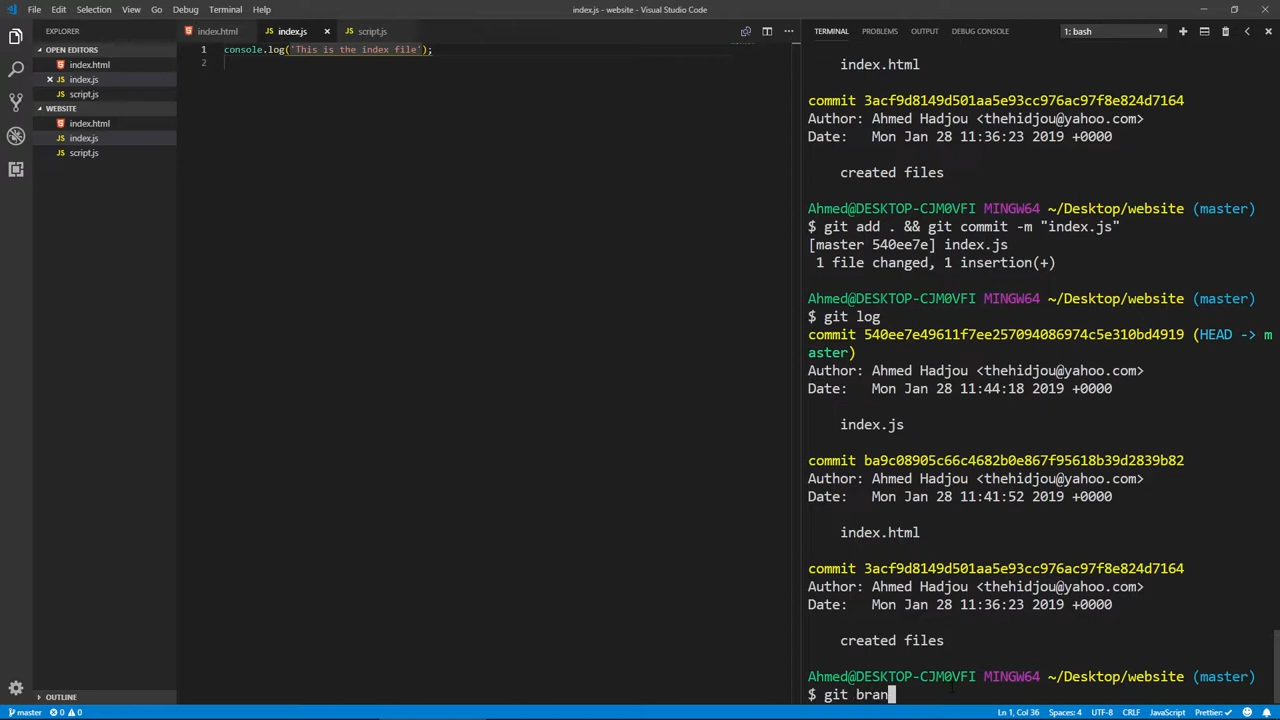 File Edit Selection View Go Debug Terminal Help
index.js - website - Visual Studio Code
EXPLORER
OPEN EDITORS
index.html
JS index.js
JS script.js
WEBSITE
index.html
JS index.js
JS script.js
OUTLINE
index.html JS index.js JS script.js
1 console.log('This is the index file');
2
TERMINAL PROBLEMS OUTPUT DEBUG CONSOLE 1: bash
index.html
commit 3acf9d8149d501aa5e93cc976ac97f8e824d7164
Author: Ahmed Hadjou <thehidjou@yahoo.com>
Date: Mon Jan 28 11:36:23 2019 +0000
created files
Ahmed@DESKTOP-CJM0VFI MINGW64 ~/Desktop/website (master)
$ git add . && git commit -m "index.js"
[master 540ee7e] index.js
1 file changed, 1 insertion(+)
Ahmed@DESKTOP-CJM0VFI MINGW64 ~/Desktop/website (master)
$ git log
commit 540ee7e49611f7ee257094086974c5e310bd4919 (HEAD -> m
aster)
Author: Ahmed Hadjou <thehidjou@yahoo.com>
Date: Mon Jan 28 11:44:18 2019 +0000
index.js
commit ba9c08905c66c4682b0e867f95618b39d2839b82
Author: Ahmed Hadjou <thehidjou@yahoo.com>
Date: Mon Jan 28 11:41:52 2019 +0000
index.html
commit 3acf9d8149d501aa5e93cc976ac97f8e824d7164
Author: Ahmed Hadjou <thehidjou@yahoo.com>
Date: Mon Jan 28 11:36:23 2019 +0000
created files
Ahmed@DESKTOP-CJM0VFI MINGW64 ~/Desktop/website (master)
$ git bran
master 0 0
Ln 1, Col 36 Spaces: 4 UTF-8 CRLF JavaScript Prettier: ✓